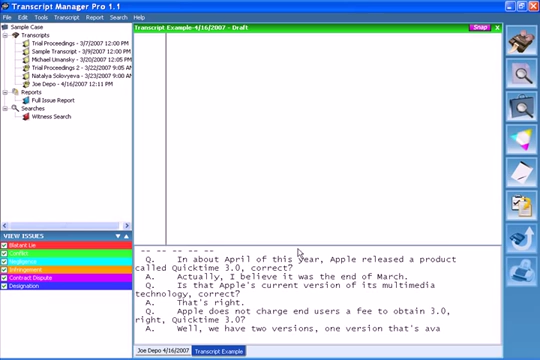 Transcript Manager Pro 1.1
File Edit Tools Transcript Report Search Help
Sample Case
Transcripts
Trial Proceedings - 3/7/2007 12:00 PM
Sample Transcript - 3/8/2007 12:00 PM
Michael Umansky - 3/20/2007 12:05 PM
Trial Proceedings 2 - 3/22/2007 9:05 AM
Natalya Solovyeva - 3/23/2007 9:00 AM
Joe Depo - 4/16/2007 12:11 PM
Reports
Full Issue Report
Searches
Witness Search
Transcript Example-4/16/2007 - Draft
Snap
X
VIEW ISSUES
Blatant Lie
Conflict
Negligence
Infringement
Contract Dispute
Designation
-- -- -- -- --
Q. In about April of this year, Apple released a product
called Quicktime 3.0, correct?
A. Actually, I believe it was the end of March.
Q. Is that Apple's current version of its multimedia
technology, correct?
A. That's right.
Q. Apple does not charge end users a fee to obtain 3.0,
right, Quicktime 3.0?
A. Well, we have two versions, one version that's ava
Joe Depo 4/16/2007
Transcript Example